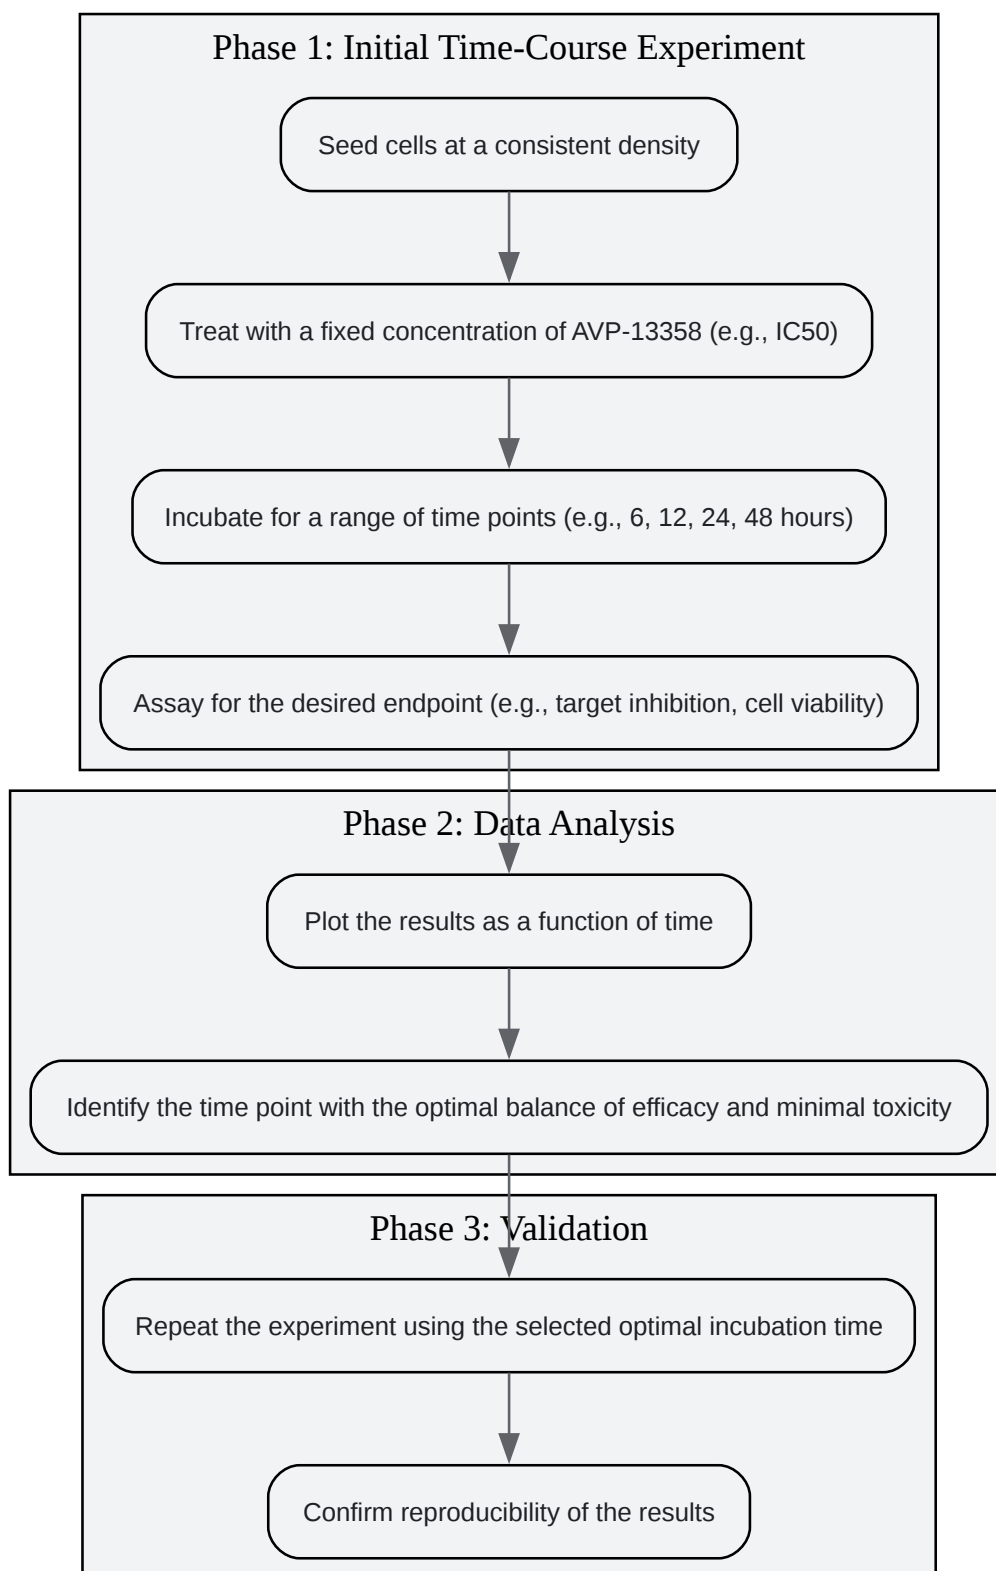 Phase 1: Initial Time-Course Experiment
Seed cells at a consistent density
Treat with a fixed concentration of AVP-13358 (e.g., IC50)
Incubate for a range of time points (e.g., 6, 12, 24, 48 hours)
Assay for the desired endpoint (e.g., target inhibition, cell viability)
Phase 2: Data Analysis
Plot the results as a function of time
Identify the time point with the optimal balance of efficacy and minimal toxicity
Phase 3: Validation
Repeat the experiment using the selected optimal incubation time
Confirm reproducibility of the results